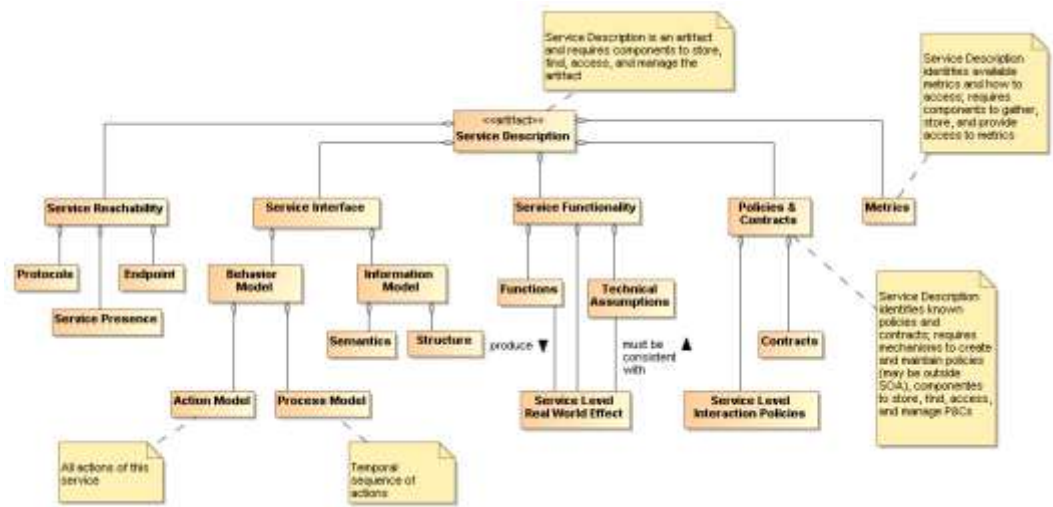 Service Description is an artifact
and requires components to store,
find, access, and manage the
artifact
Service Description
identifies available
metrics and how to
access; requires
components to gather,
store, and provide
access to metrics
<<artifact>>
Service Description
Service Reachability
Service Interface
Service Functionality
Policies &
Contracts
Metrics
Protocols
Endpoint
Behavior
Model
Information
Model
Functions
Technical
Assumptions
Service Presence
Semantics
Structure
produce ▼
must be ▲
consistent
with
Contracts
Service Description
identifies known
policies and
contracts; requires
mechanisms to create
and maintain policies
(may be outside
SOA), componentes
to store, find, access,
and manage P&Cs
Action Model
Process Model
Service Level
Real World Effect
Service Level
Interaction Policies
All actions of this
service
Temporal
sequence of
actions